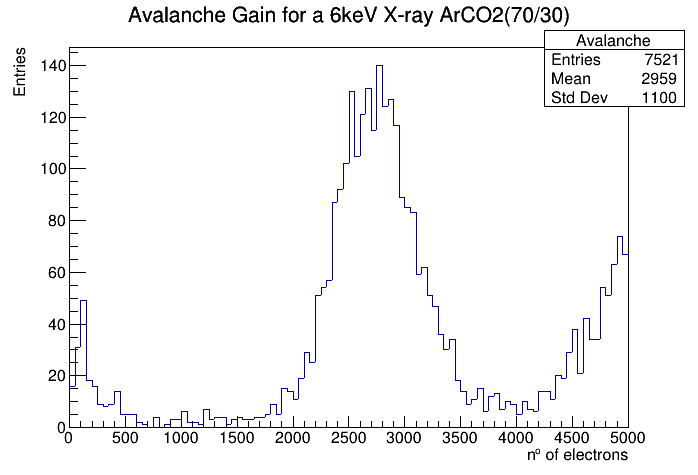 Avalanche Gain for a 6keV X-ray ArCO2(70/30)
Avalanche
Entries 7521
Mean 2959
Std Dev 1100
Entries
140
120
100
80
60
40
20
0
0 500 1000 1500 2000 2500 3000 3500 4000 4500 5000
nº of electrons